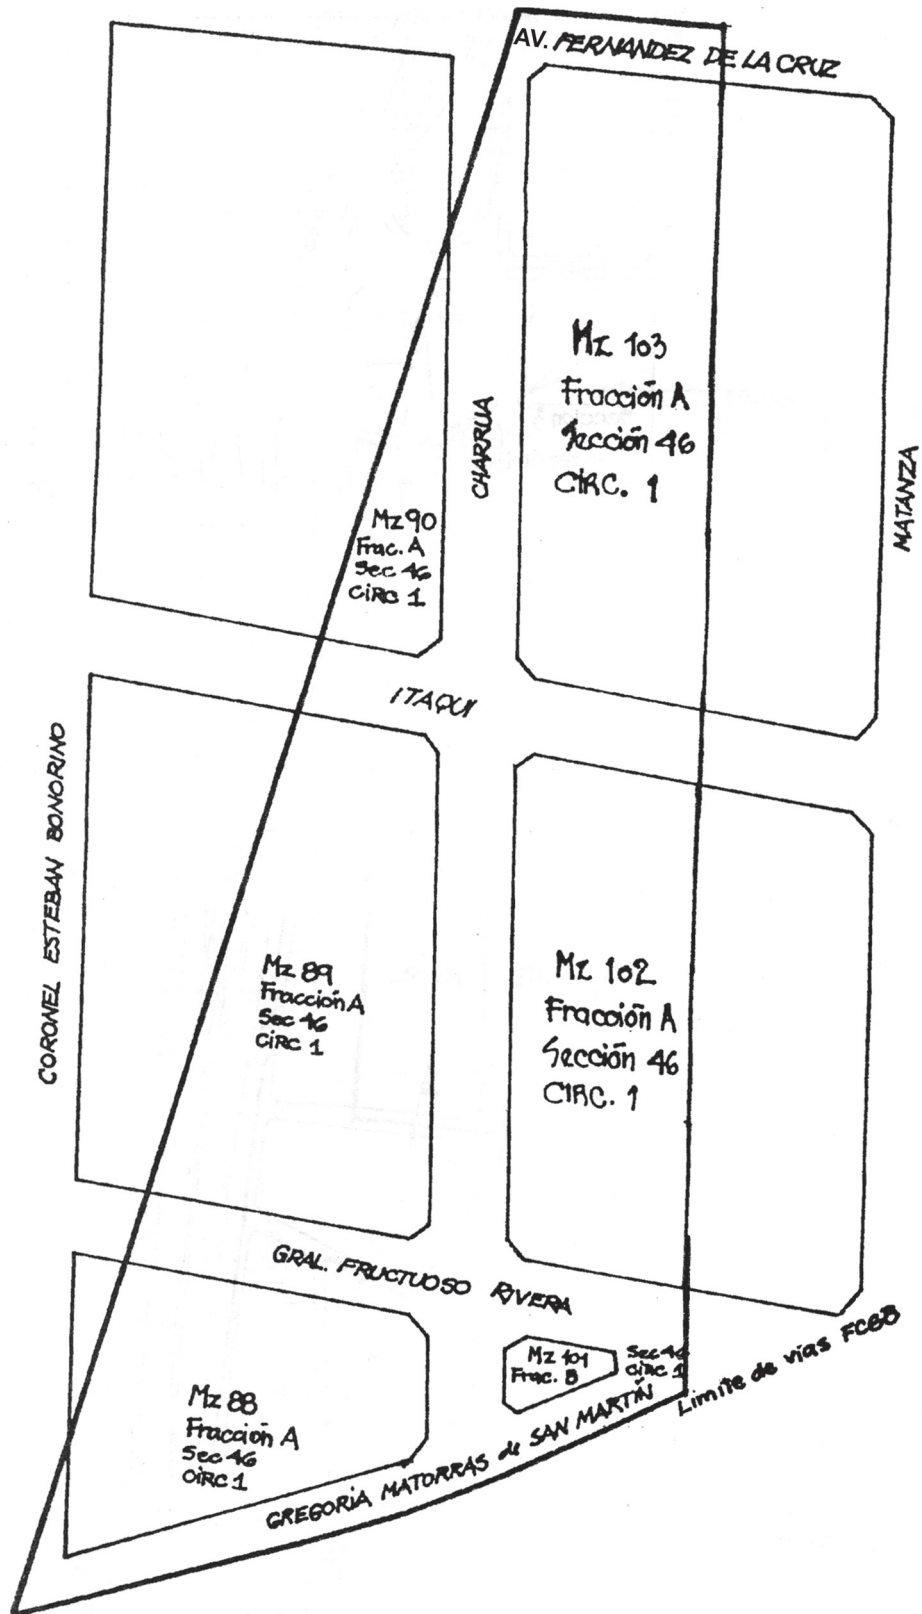 AV. FERNANDEZ DE LA CRUZ
Mz 103
Fracción A
Sección 46
CIRC. 1
CHARRUA
MATANZA
Mz 90
Frac. A
Sec 46
CIRC 1
ITAQUI
CORONEL ESTEBAN BONORINO
Mz 89
Fracción A
Sec 46
CIRC 1
Mz 102
Fracción A
Sección 46
CIRC. 1
GRAL. FRUCTUOSO RIVERA
Mz 101
Frac. B
Sec 46
CIRC 1
Limite de vias FCGB
Mz 88
Fracción A
Sec 46
CIRC 1
GREGORIA MATORRAS de SAN MARTÍN